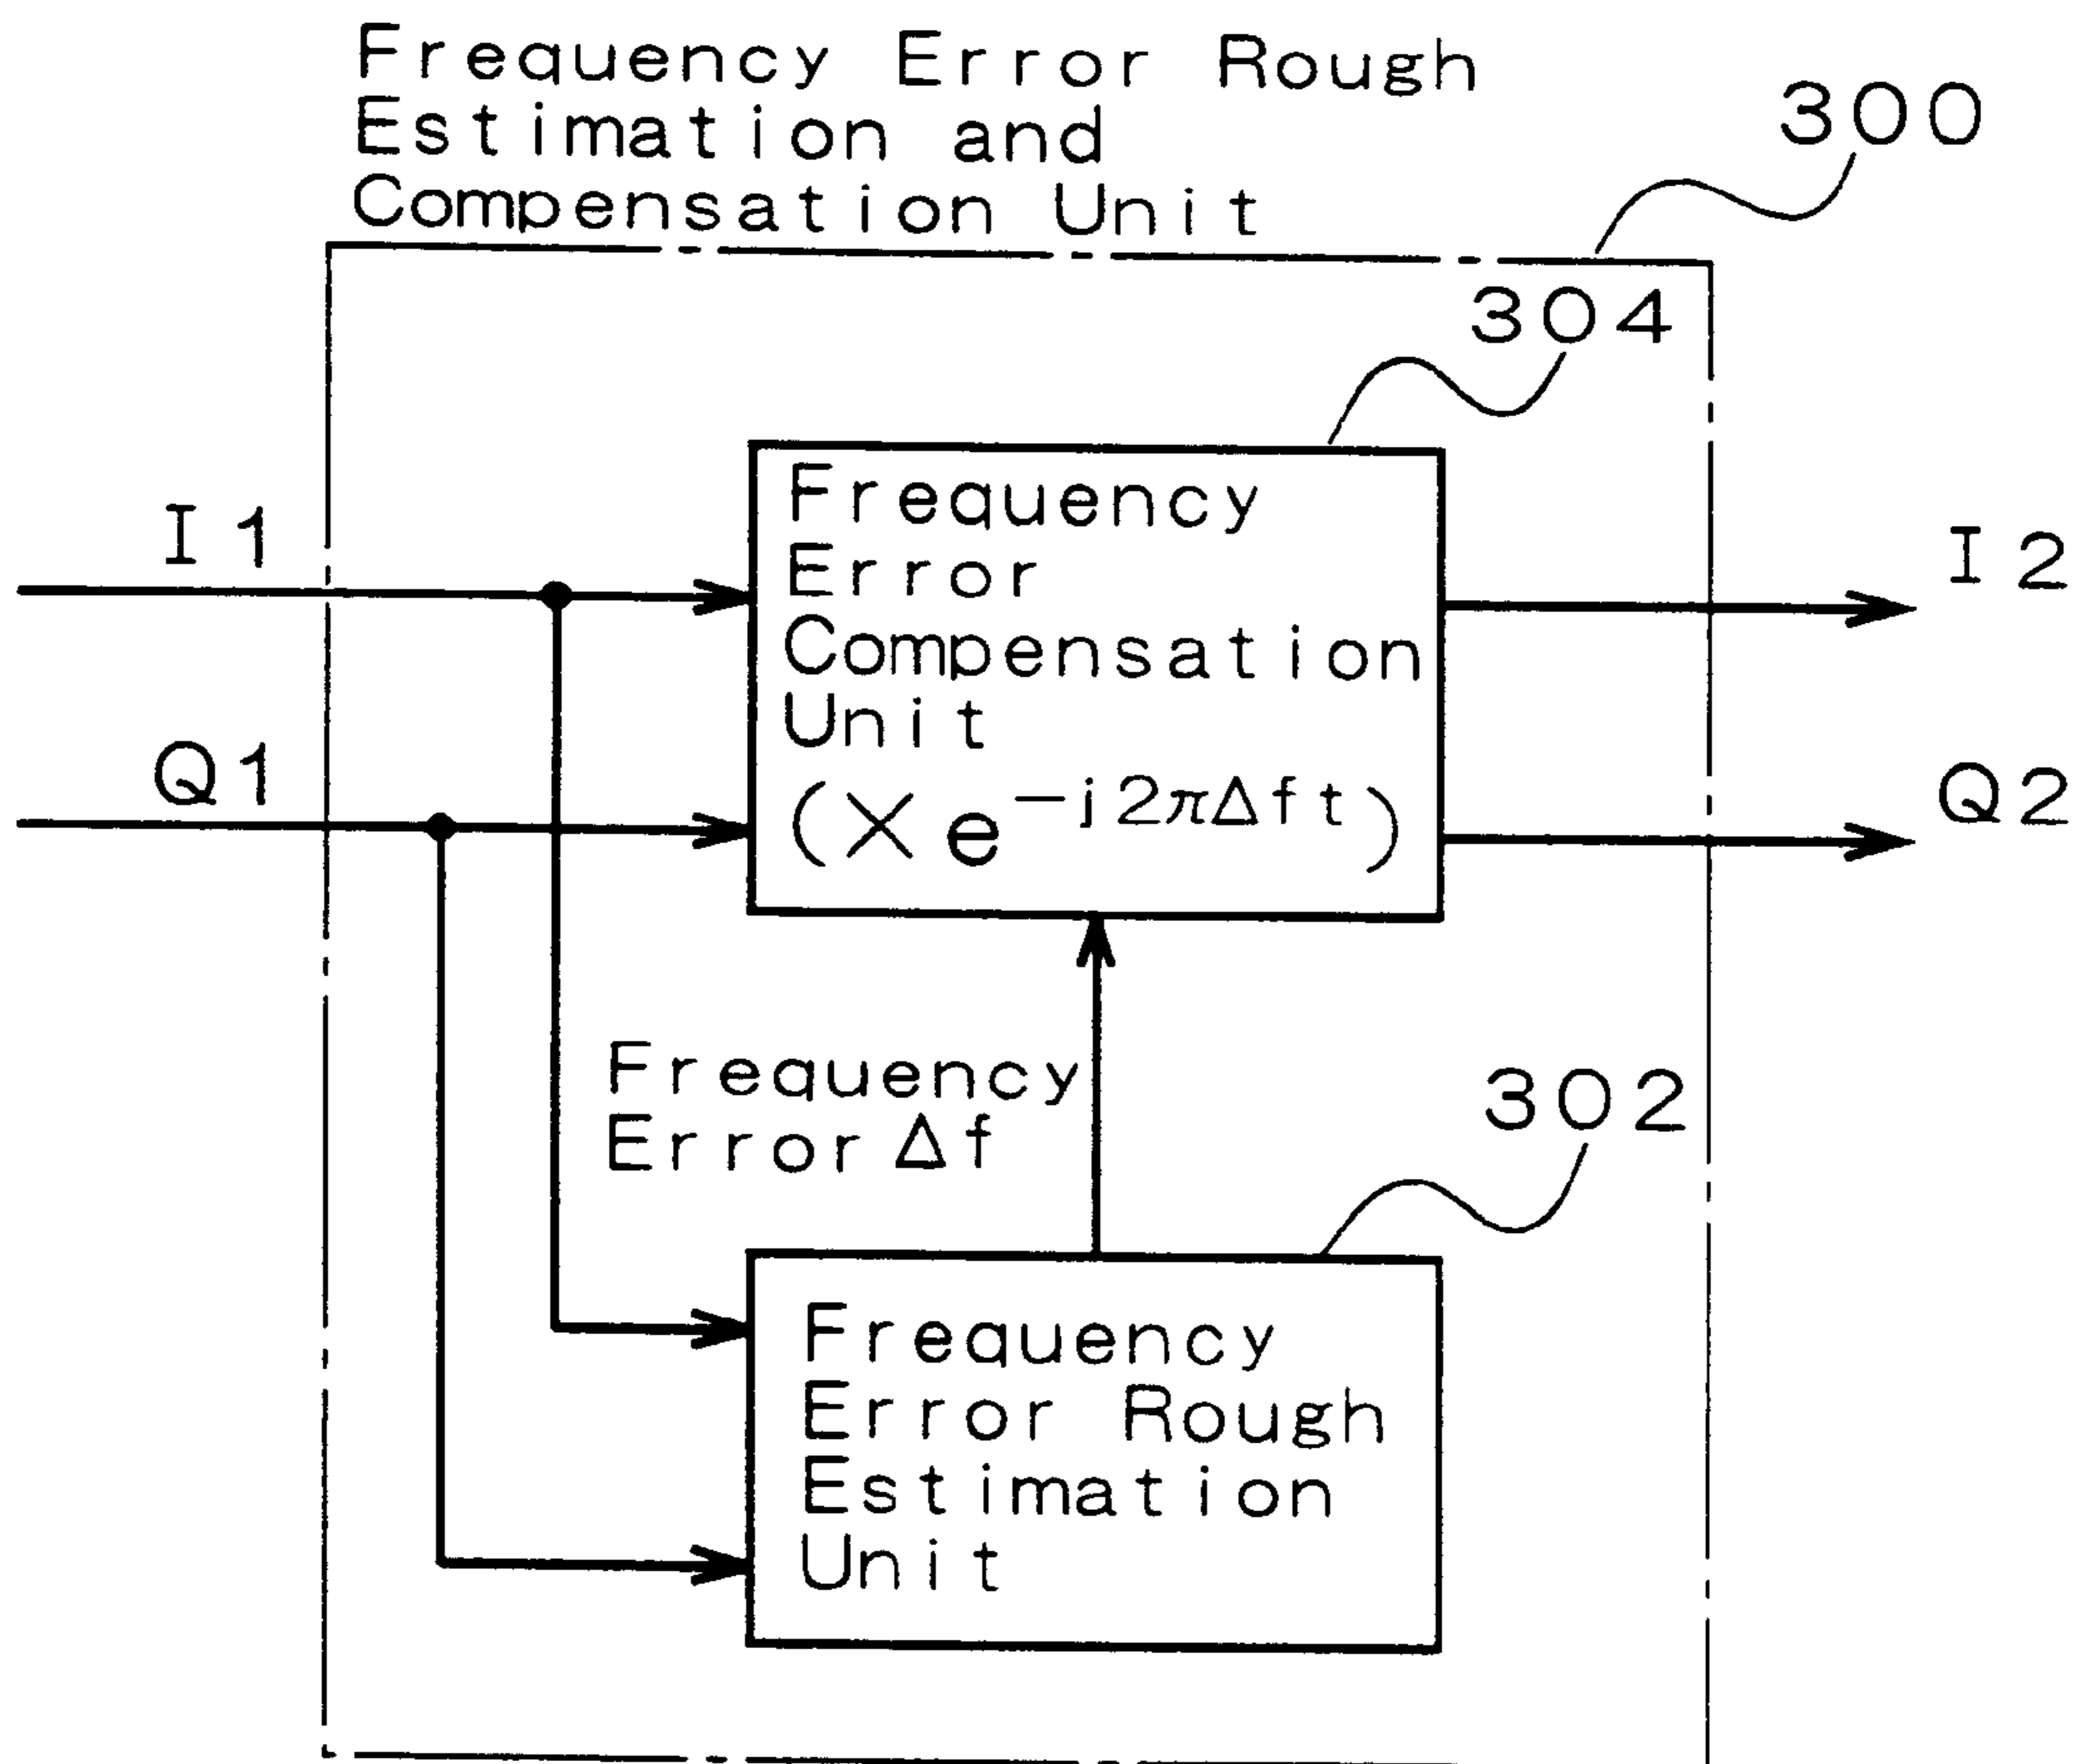 Frequency Error Rough
Estimation and
Compensation Unit
300
304
I1
Frequency
Error
Compensation
Unit
(×e^{-j2πΔft})
I2
Q1
Q2
Frequency
Error Δf
302
Frequency
Error Rough
Estimation
Unit